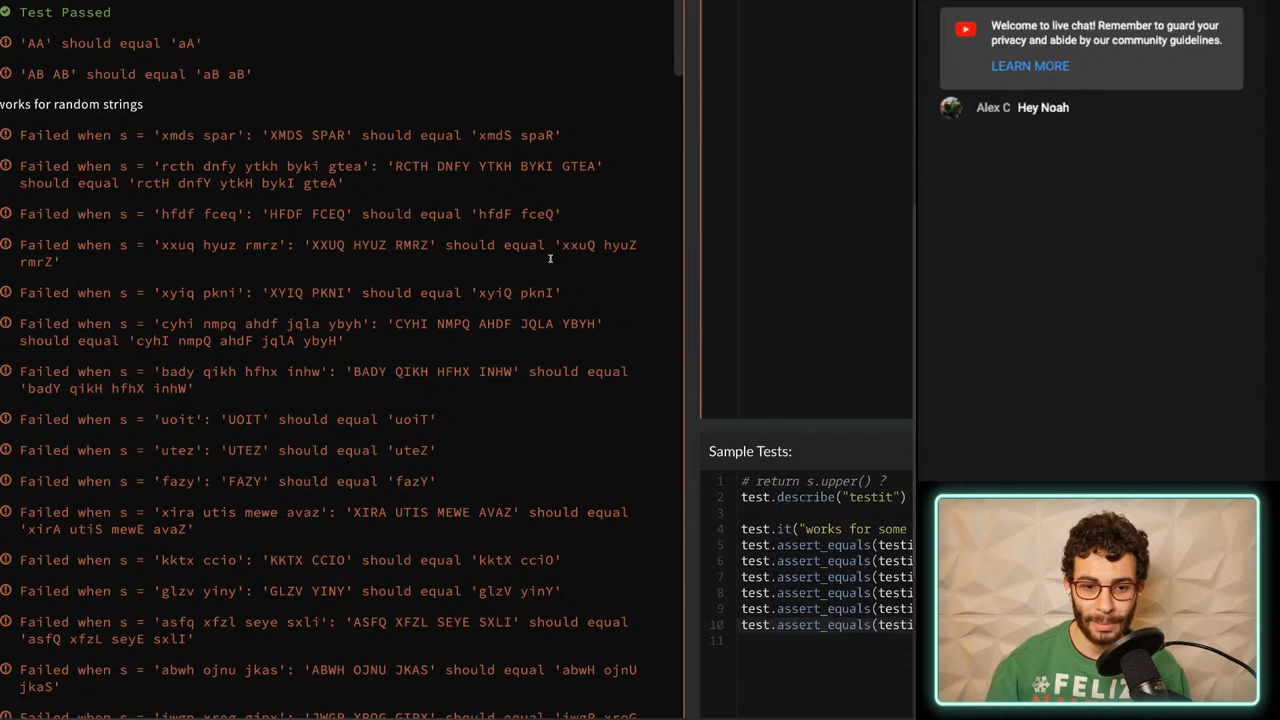 Test Passed
'AA' should equal 'aA'
'AB AB' should equal 'aB aB'
works for random strings
Failed when s = 'xmds spar': 'XMDS SPAR' should equal 'xmdS spaR'
Failed when s = 'rcth dnfy ytkh byki gtea': 'RCTH DNFY YTKH BYKI GTEA'
should equal 'rctH dnfY ytkH bykI gteA'
Failed when s = 'hfdf fceq': 'HFDF FCEQ' should equal 'hfdF fceQ'
Failed when s = 'xxuq hyuz rmrz': 'XXUQ HYUZ RMRZ' should equal 'xxuQ hyuZ
rmrZ'
Failed when s = 'xyiq pkni': 'XYIQ PKNI' should equal 'xyiQ pknI'
Failed when s = 'cyhi nmpq ahdf jqla ybyh': 'CYHI NMPQ AHDF JQLA YBYH'
should equal 'cyhI nmpQ ahdF jqlA ybyH'
Failed when s = 'bady qikh hfhx inhw': 'BADY QIKH HFHX INHW' should equal
'badY qikH hfhX inhW'
Failed when s = 'uoit': 'UOIT' should equal 'uoiT'
Failed when s = 'utez': 'UTEZ' should equal 'uteZ'
Failed when s = 'fazy': 'FAZY' should equal 'fazY'
Failed when s = 'xira utis mewe avaz': 'XIRA UTIS MEWE AVAZ' should equal
'xirA utiS mewE avaZ'
Failed when s = 'kktx ccio': 'KKTX CCIO' should equal 'kktX cciO'
Failed when s = 'glzv yiny': 'GLZV YINY' should equal 'glzV yinY'
Failed when s = 'asfq xfzl seye sxli': 'ASFQ XFZL SEYE SXLI' should equal
'asfQ xfzL seyE sxlI'
Failed when s = 'abwh ojnu jkas': 'ABWH OJNU JKAS' should equal 'abwH ojnU
jkaS'
Sample Tests:
1 # return s.upper() ?
2 test.describe("testit")
3
4 test.it("works for some
5 test.assert_equals(testi
6 test.assert_equals(testi
7 test.assert_equals(testi
8 test.assert_equals(testi
9 test.assert_equals(testi
10 test.assert_equals(testi
11
Welcome to live chat! Remember to guard your
privacy and abide by our community guidelines.
LEARN MORE
Alex C Hey Noah
FELIZ